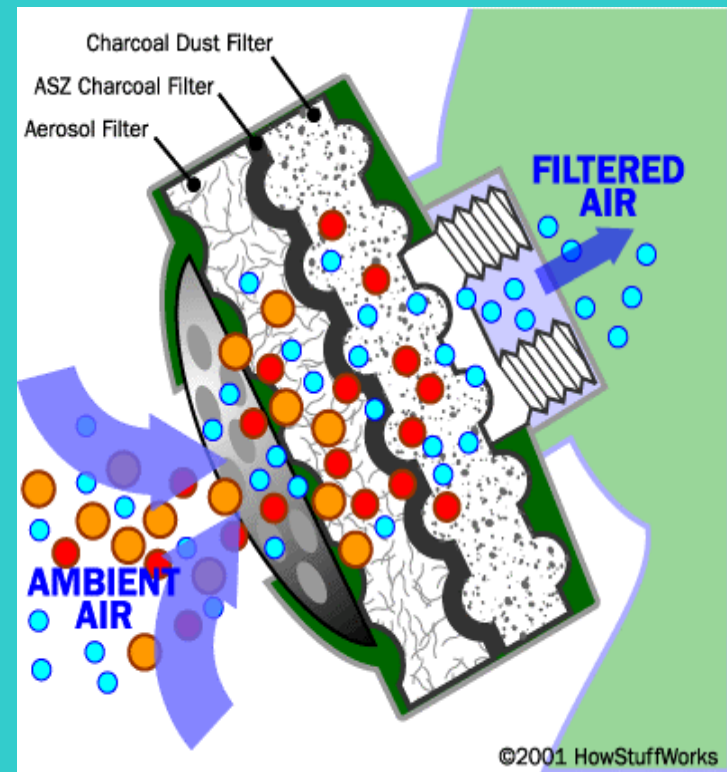 Charcoal Dust Filter
ASZ Charcoal Filter
Aerosol Filter
FILTERED
AIR
AMBIENT
AIR
©2001 HowStuffWorks